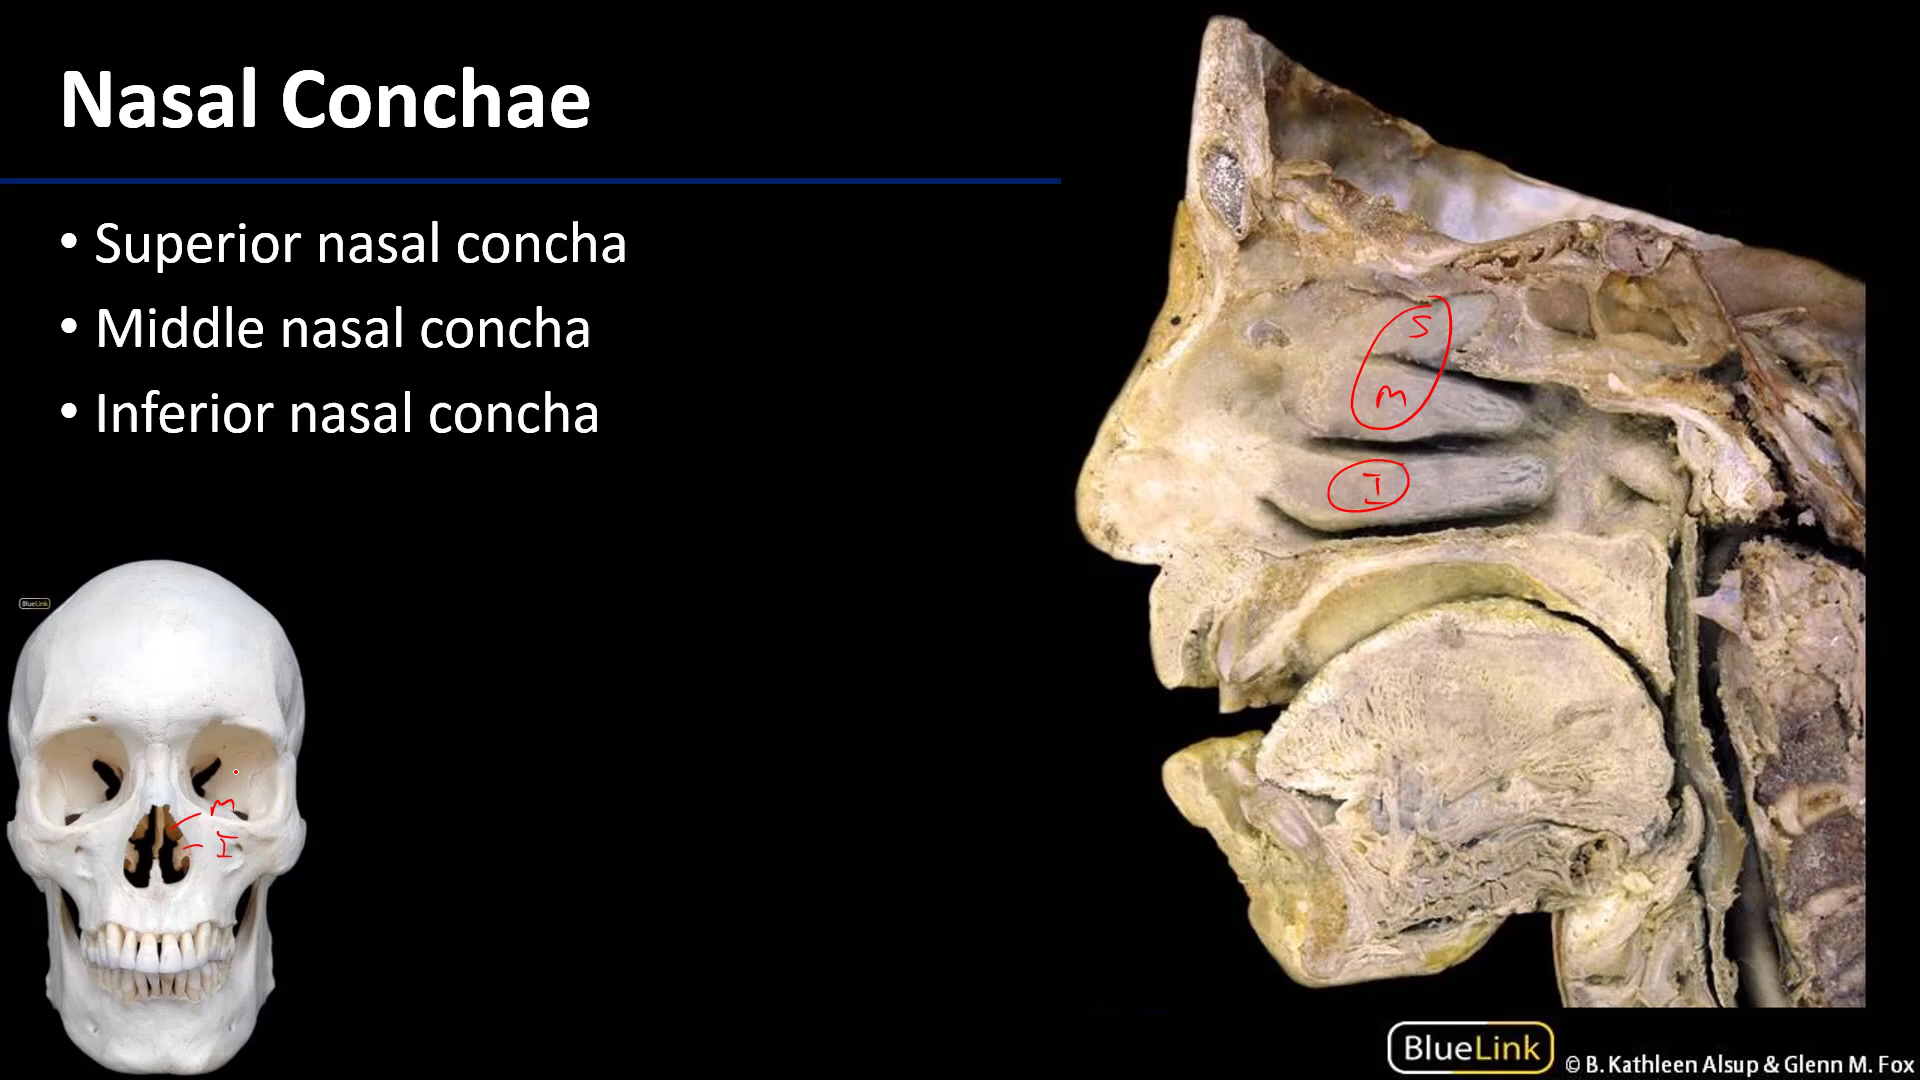 Nasal Conchae
• Superior nasal concha
• Middle nasal concha
• Inferior nasal concha
S
M
I
BlueLink
M
I
BlueLink
© B. Kathleen Alsup & Glenn M. Fox